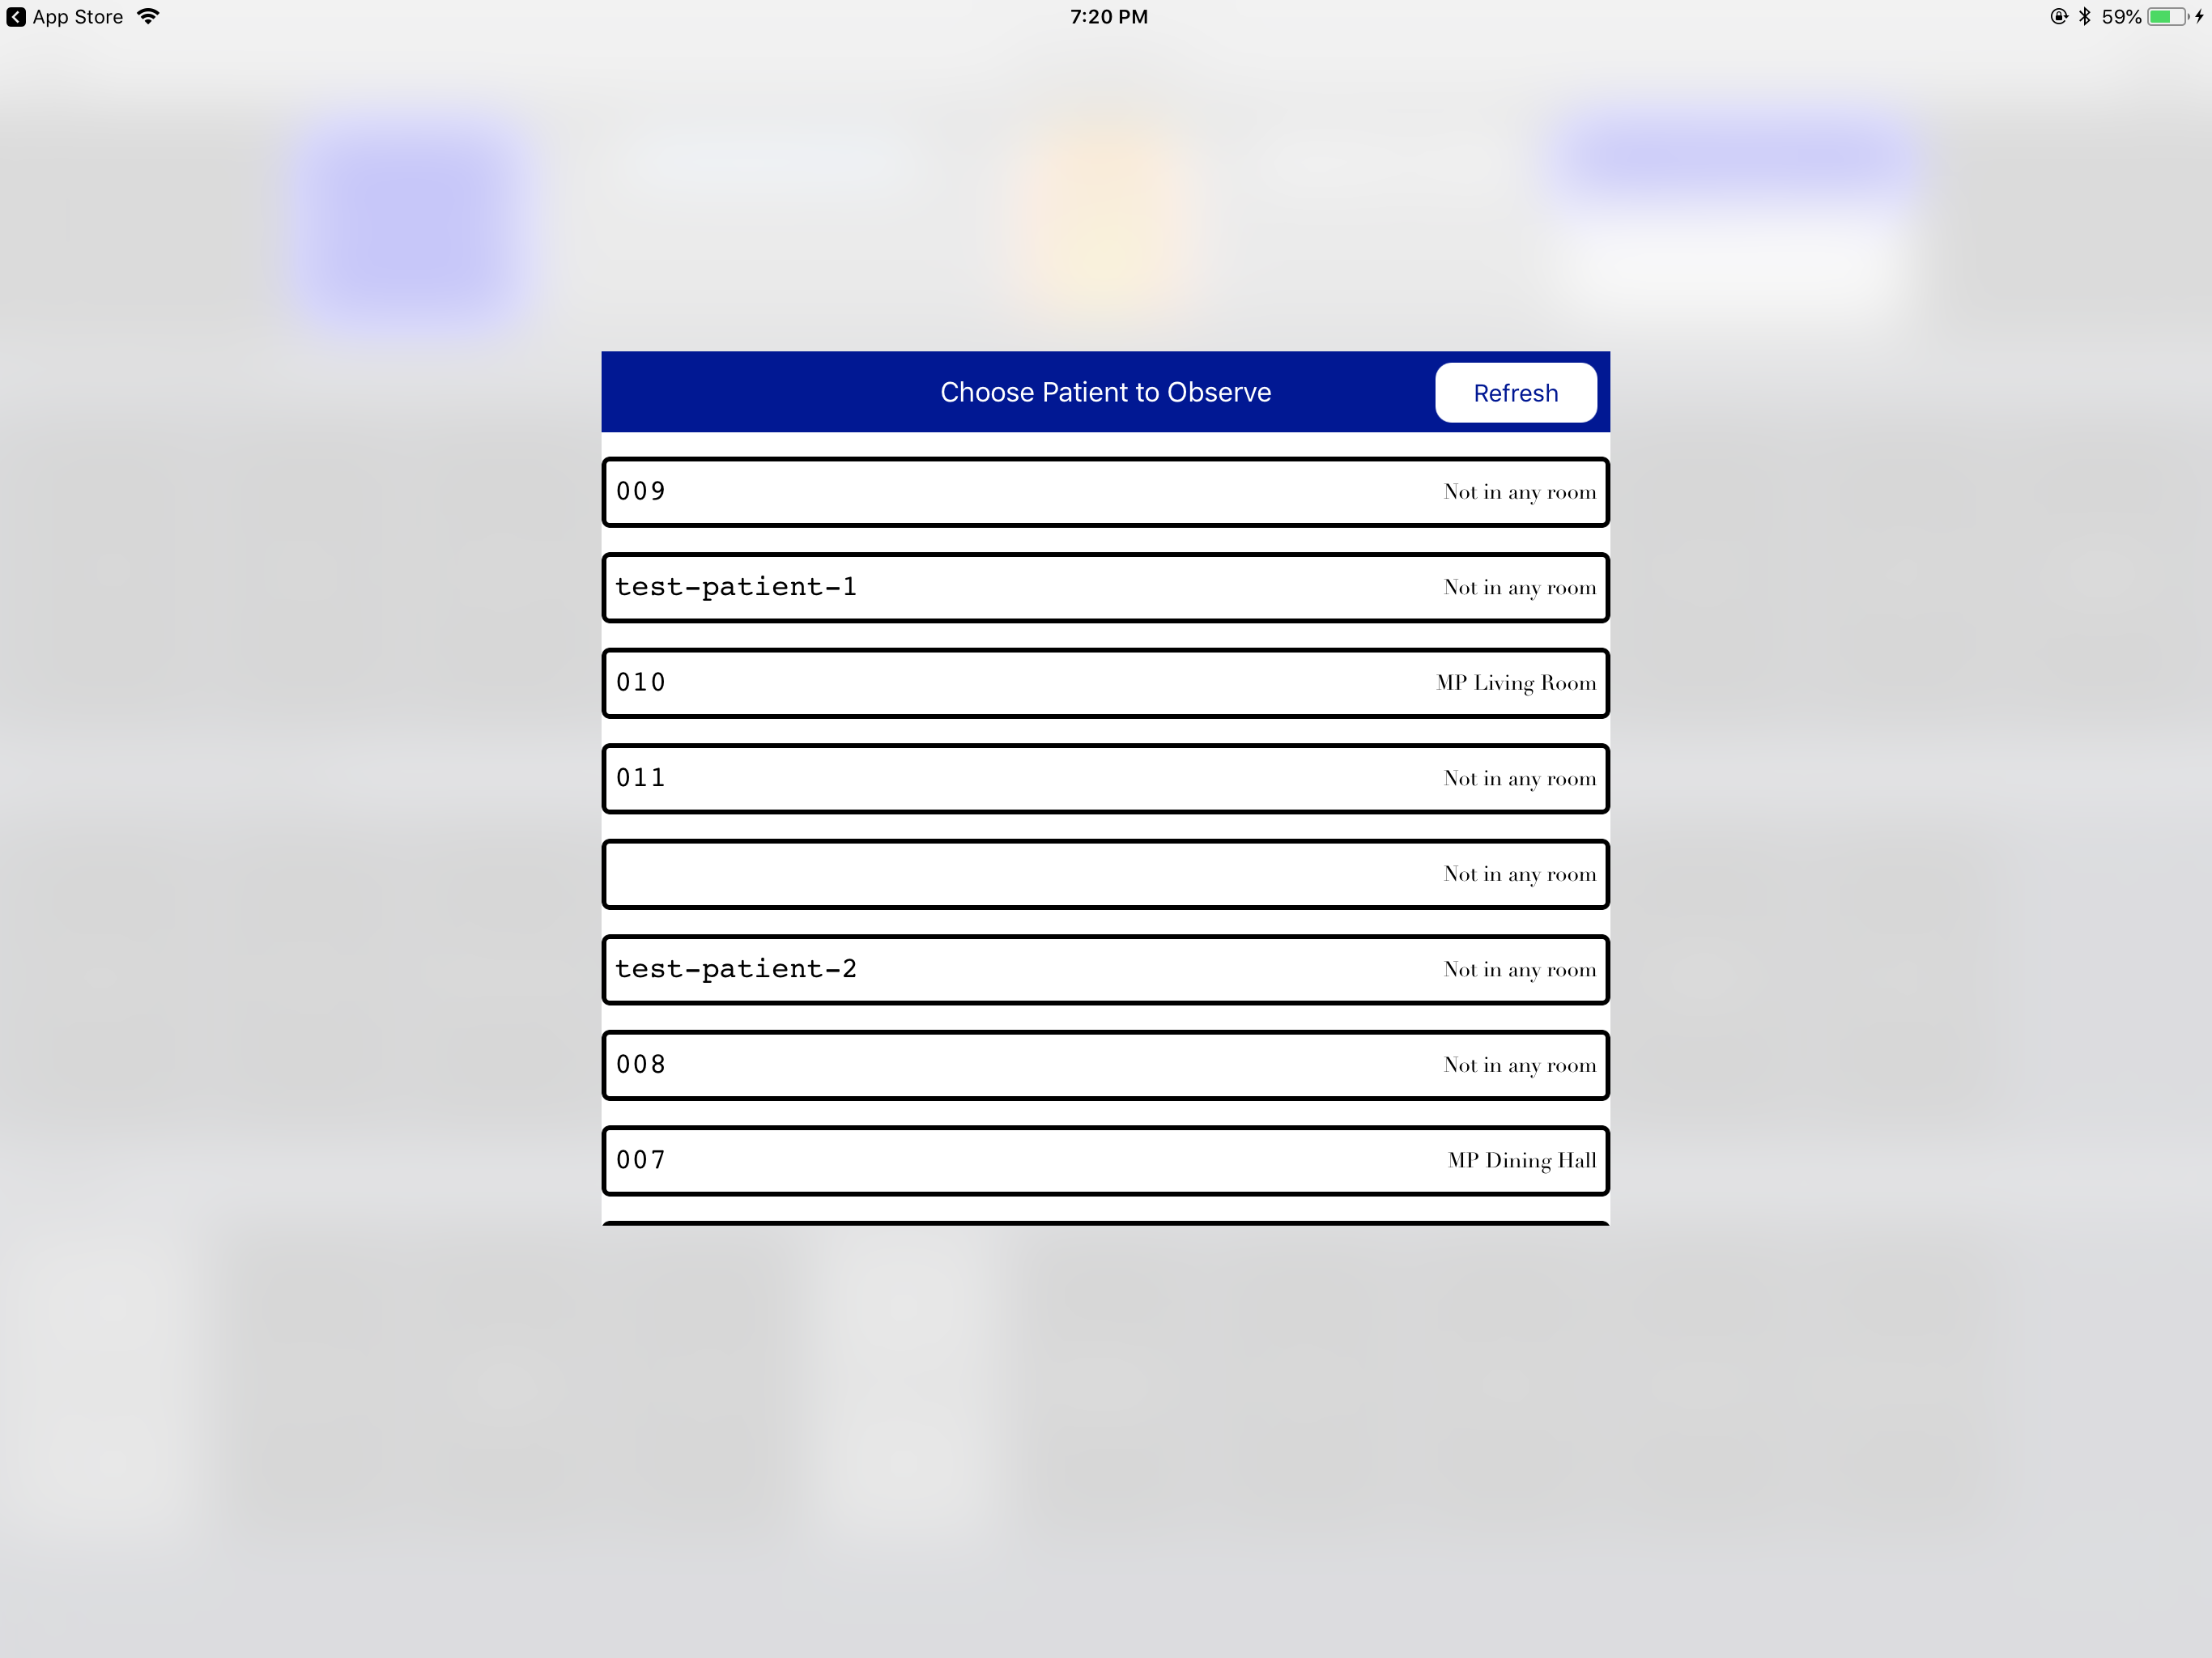 App Store
7:20 PM
59%
Choose Patient to Observe
Refresh
009 Not in any room
test-patient-1 Not in any room
010 MP Living Room
011 Not in any room
Not in any room
test-patient-2 Not in any room
008 Not in any room
007 MP Dining Hall